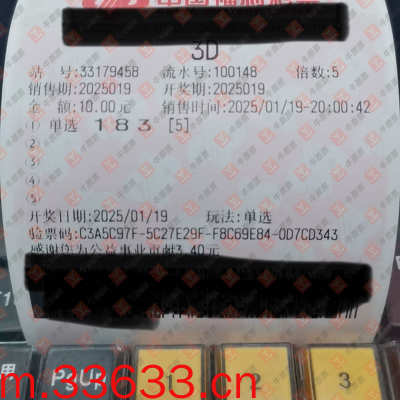 3D
站 号:33179458 流水号:100148 倍数:5
销售期:2025019 开奖期:2025019
金 额:10.00元 销售时间:2025/01/19-20:00:42
① 单选 1 8 3 [5]
②
③
④
⑤
开奖日期:2025/01/19 玩法:单选
验票码:C3A5C97F-5C27E29F-F8C69E84-0D7CD343
感谢您为公益事业贡献3.40元
PgUp 1 2 3
m.33633.cn